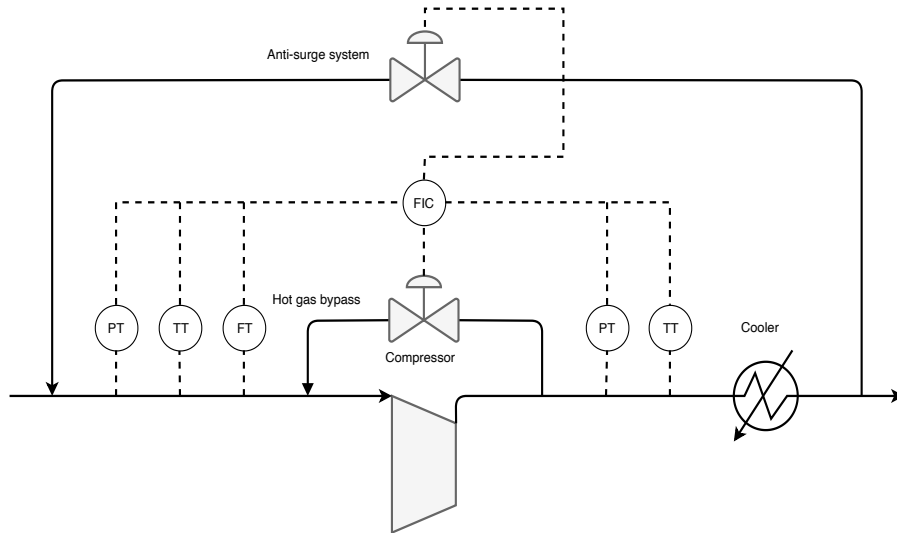 Anti-surge system
FIC
Hot gas bypass
PT
TT
FT
PT
TT
Cooler
Compressor